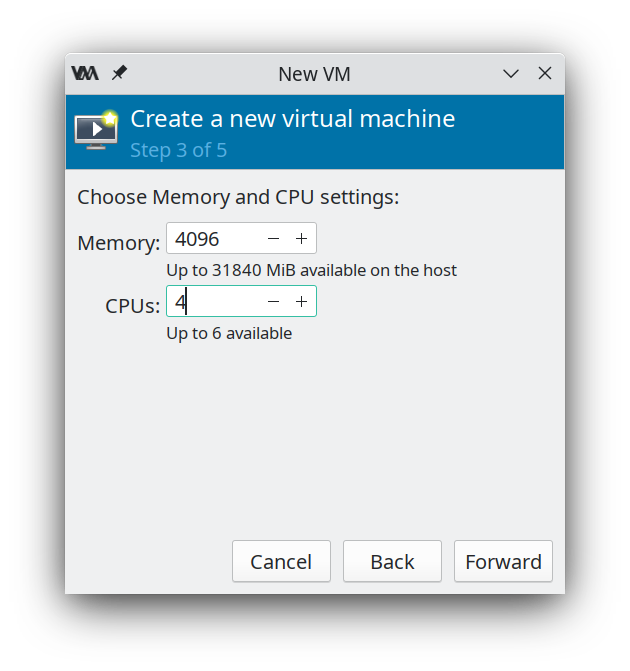 VMM New VM
Create a new virtual machine
Step 3 of 5
Choose Memory and CPU settings:
Memory: 4096 − +
Up to 31840 MiB available on the host
CPUs: 4 − +
Up to 6 available
Cancel Back Forward